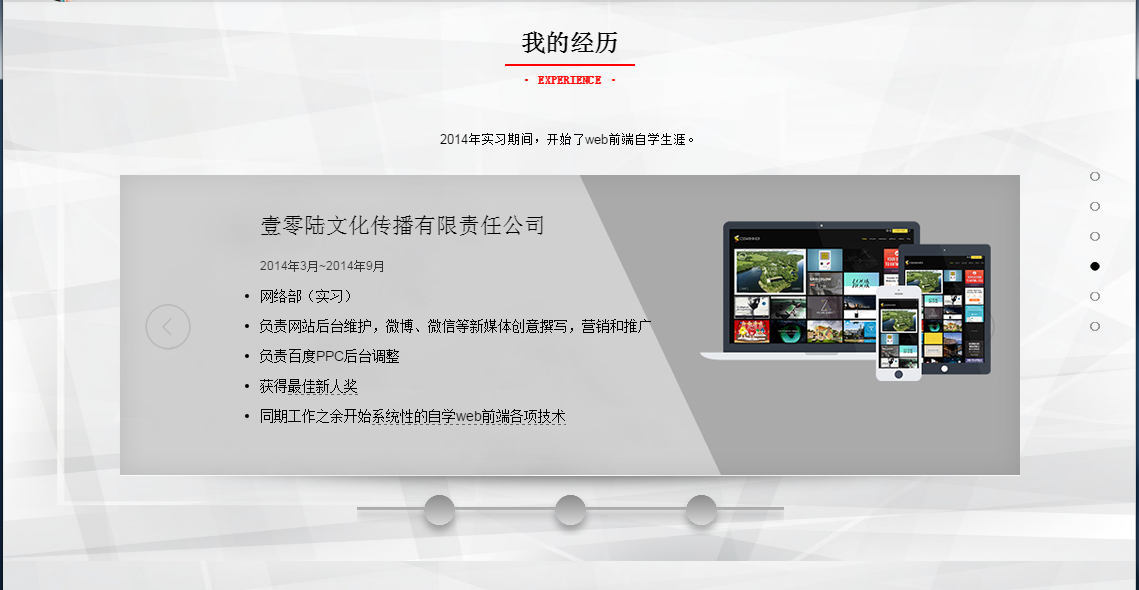 我的经历
- EXPERIENCE -
2014年实习期间，开始了web前端自学生涯。
壹零陆文化传播有限责任公司
2014年3月~2014年9月
• 网络部（实习）
• 负责网站后台维护，微博、微信等新媒体创意撰写，营销和推广
• 负责百度PPC后台调整
• 获得最佳新人奖
• 同期工作之余开始系统性的自学web前端各项技术